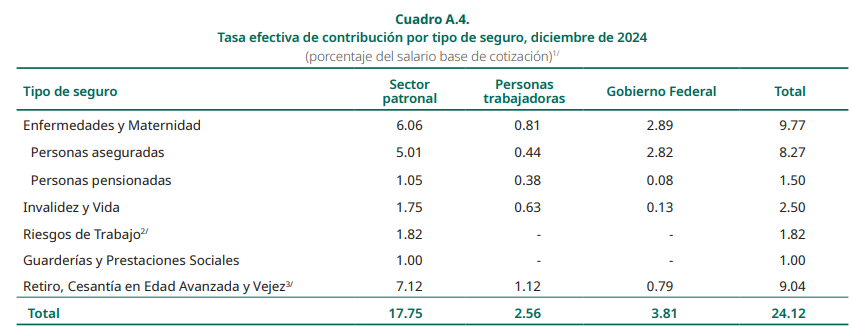 Cuadro A.4.
Tasa efectiva de contribución por tipo de seguro, diciembre de 2024
(porcentaje del salario base de cotización)1/
Tipo de seguro Sector patronal Personas trabajadoras Gobierno Federal Total
Enfermedades y Maternidad 6.06 0.81 2.89 9.77
Personas aseguradas 5.01 0.44 2.82 8.27
Personas pensionadas 1.05 0.38 0.08 1.50
Invalidez y Vida 1.75 0.63 0.13 2.50
Riesgos de Trabajo2/ 1.82 - - 1.82
Guarderías y Prestaciones Sociales 1.00 - - 1.00
Retiro, Cesantía en Edad Avanzada y Vejez3/ 7.12 1.12 0.79 9.04
Total 17.75 2.56 3.81 24.12